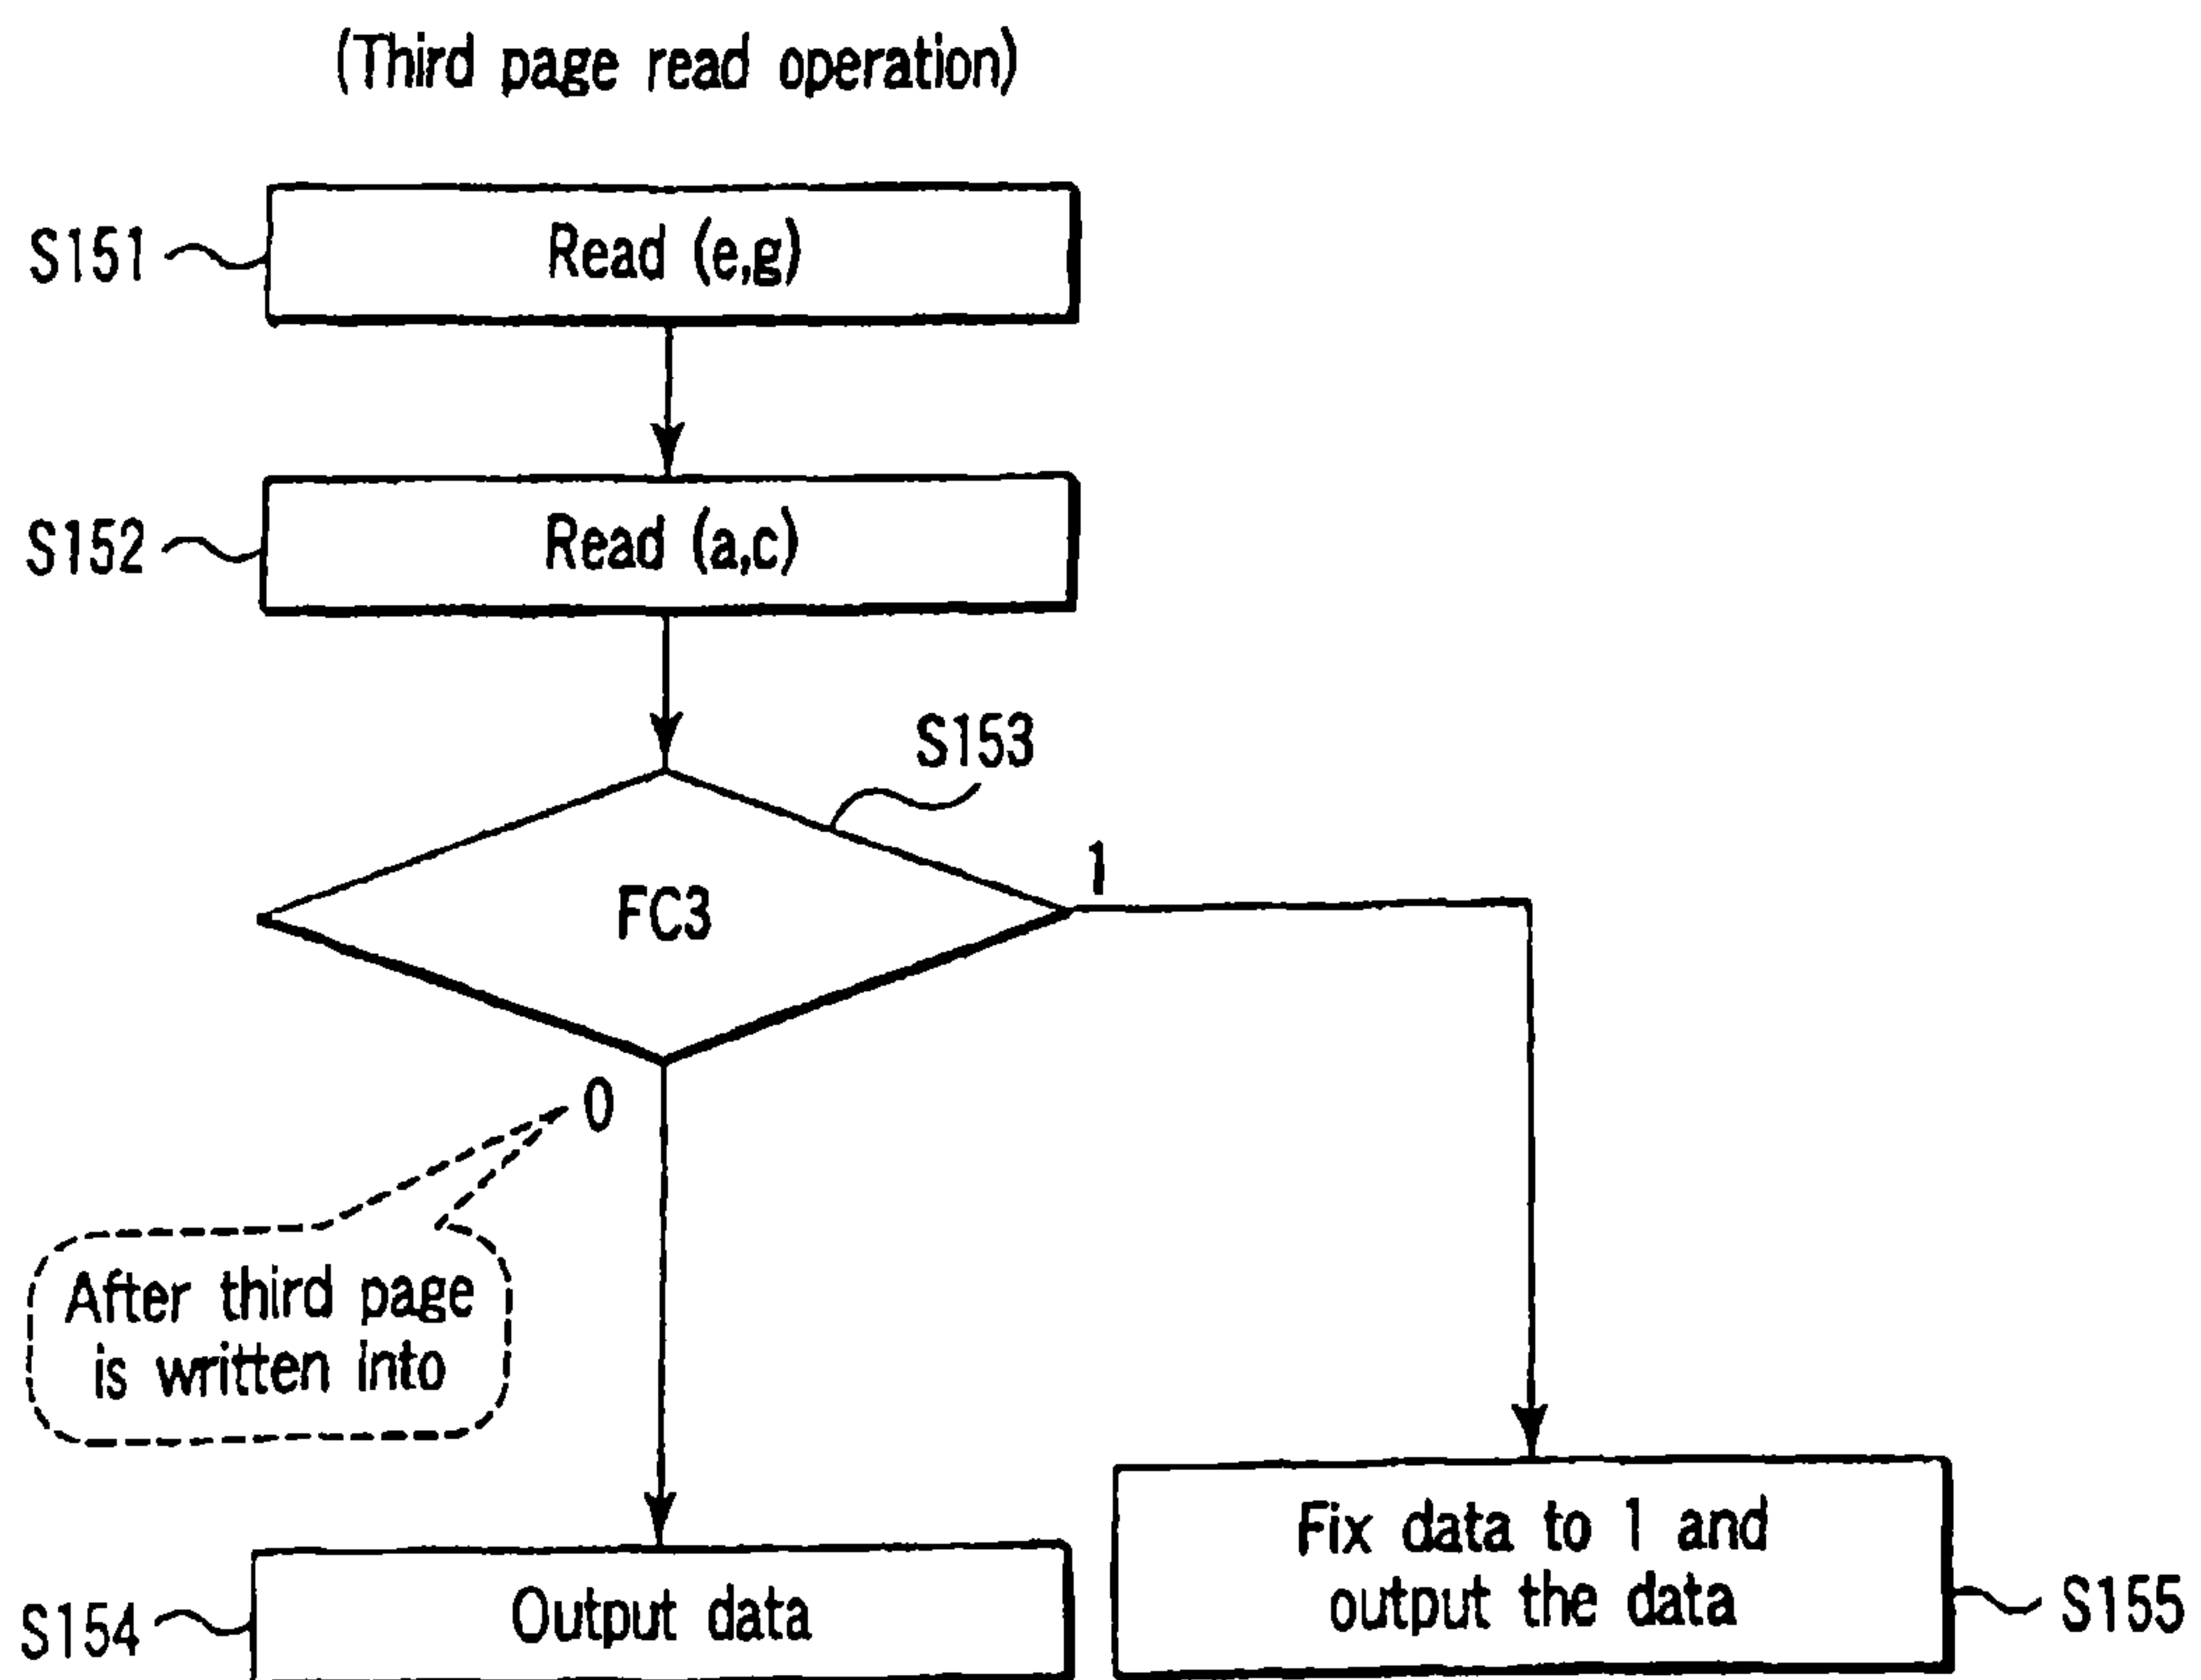 (Third page read operation)
S151
Read (e,g)
S152
Read (a,c)
S153
FC3
1
0
After third page
is written into
S154
Output data
Fix data to 1 and
output the data
S155